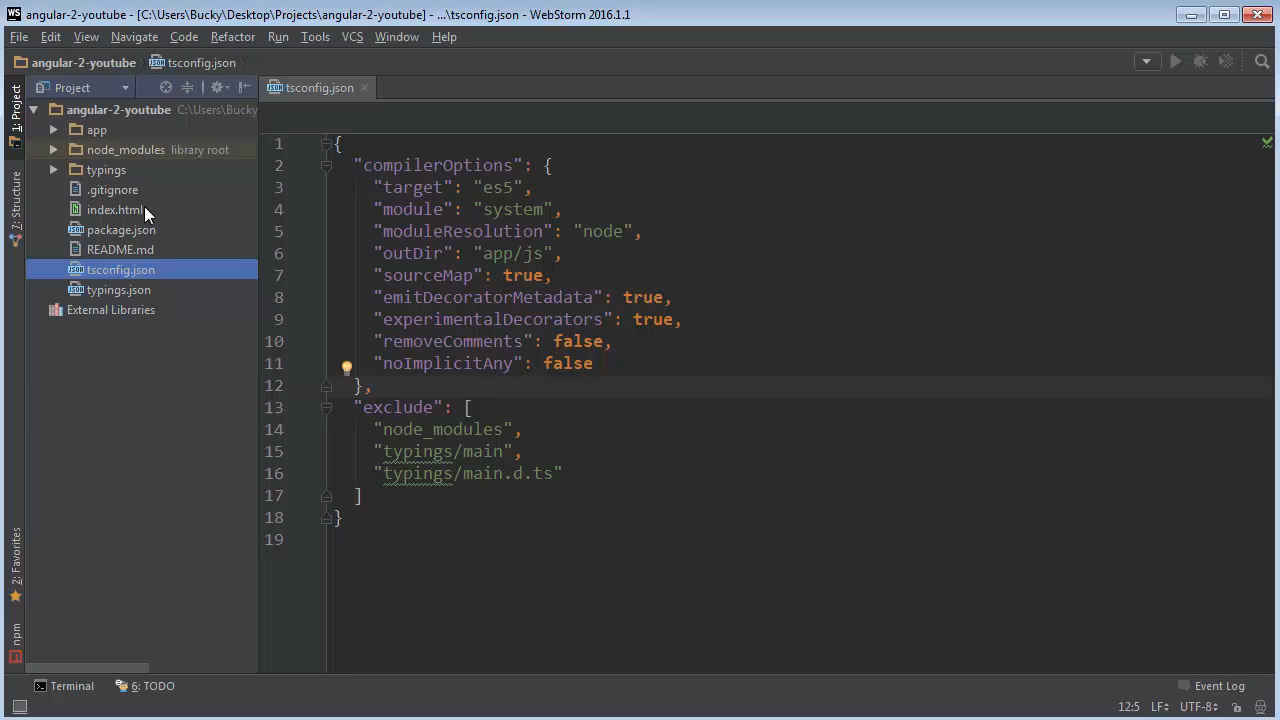 WS angular-2-youtube - [C:\Users\Bucky\Desktop\Projects\angular-2-youtube] - ...\tsconfig.json - WebStorm 2016.1.1
File Edit View Navigate Code Refactor Run Tools VCS Window Help
angular-2-youtube tsconfig.json
1: Project
7: Structure
2: Favorites
npm
Project
angular-2-youtube C:\Users\Bucky
app
node_modules library root
typings
.gitignore
index.html
package.json
README.md
tsconfig.json
typings.json
External Libraries
tsconfig.json
1 {
2 "compilerOptions": {
3 "target": "es5",
4 "module": "system",
5 "moduleResolution": "node",
6 "outDir": "app/js",
7 "sourceMap": true,
8 "emitDecoratorMetadata": true,
9 "experimentalDecorators": true,
10 "removeComments": false,
11 "noImplicitAny": false
12 },
13 "exclude": [
14 "node_modules",
15 "typings/main",
16 "typings/main.d.ts"
17 ]
18 }
19
Terminal 6: TODO Event Log
12:5 LF UTF-8